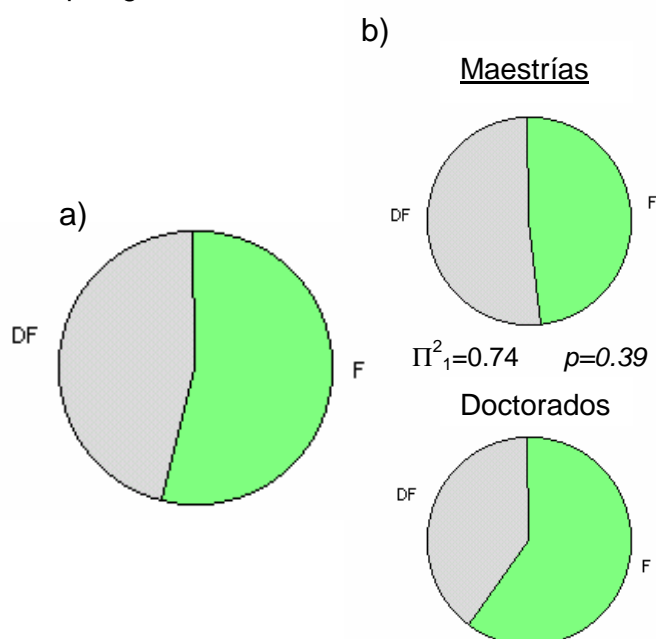 b)
Maestrías
DF
F
a)
DF
F
Π²₁=0.74 p=0.39
Doctorados
DF
F